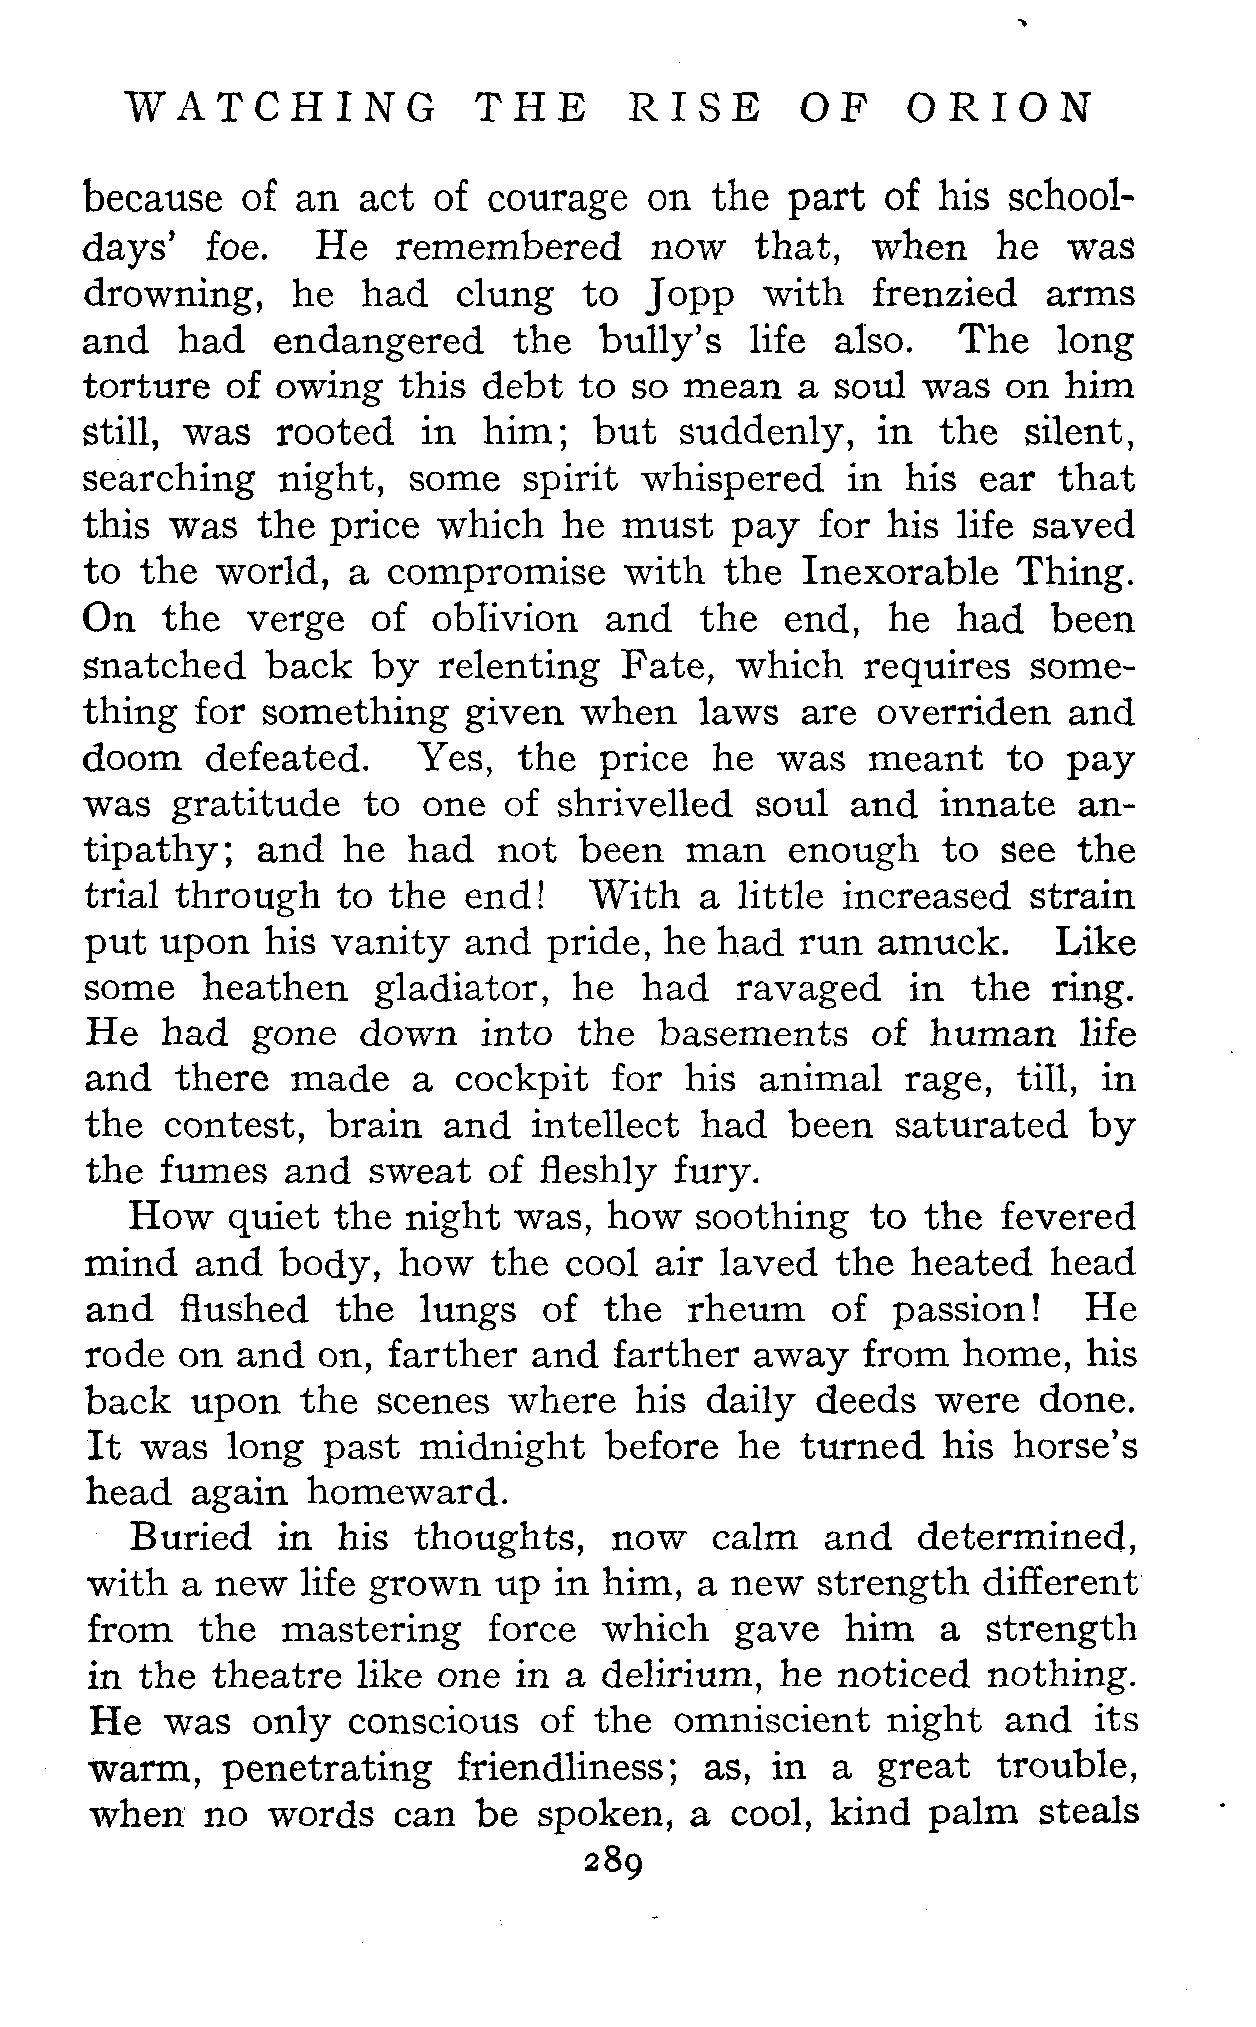 WATCHING THE RISE OF ORION
because of an act of courage on the part of his school-
days' foe. He remembered now that, when he was
drowning, he had clung to Jopp with frenzied arms
and had endangered the bully's life also. The long
torture of owing this debt to so mean a soul was on him
still, was rooted in him; but suddenly, in the silent,
searching night, some spirit whispered in his ear that
this was the price which he must pay for his life saved
to the world, a compromise with the Inexorable Thing.
On the verge of oblivion and the end, he had been
snatched back by relenting Fate, which requires some-
thing for something given when laws are overriden and
doom defeated. Yes, the price he was meant to pay
was gratitude to one of shrivelled soul and innate an-
tipathy; and he had not been man enough to see the
trial through to the end! With a little increased strain
put upon his vanity and pride, he had run amuck. Like
some heathen gladiator, he had ravaged in the ring.
He had gone down into the basements of human life
and there made a cockpit for his animal rage, till, in
the contest, brain and intellect had been saturated by
the fumes and sweat of fleshly fury.
How quiet the night was, how soothing to the fevered
mind and body, how the cool air laved the heated head
and flushed the lungs of the rheum of passion! He
rode on and on, farther and farther away from home, his
back upon the scenes where his daily deeds were done.
It was long past midnight before he turned his horse's
head again homeward.
Buried in his thoughts, now calm and determined,
with a new life grown up in him, a new strength different
from the mastering force which gave him a strength
in the theatre like one in a delirium, he noticed nothing.
He was only conscious of the omniscient night and its
warm, penetrating friendliness; as, in a great trouble,
when no words can be spoken, a cool, kind palm steals
289